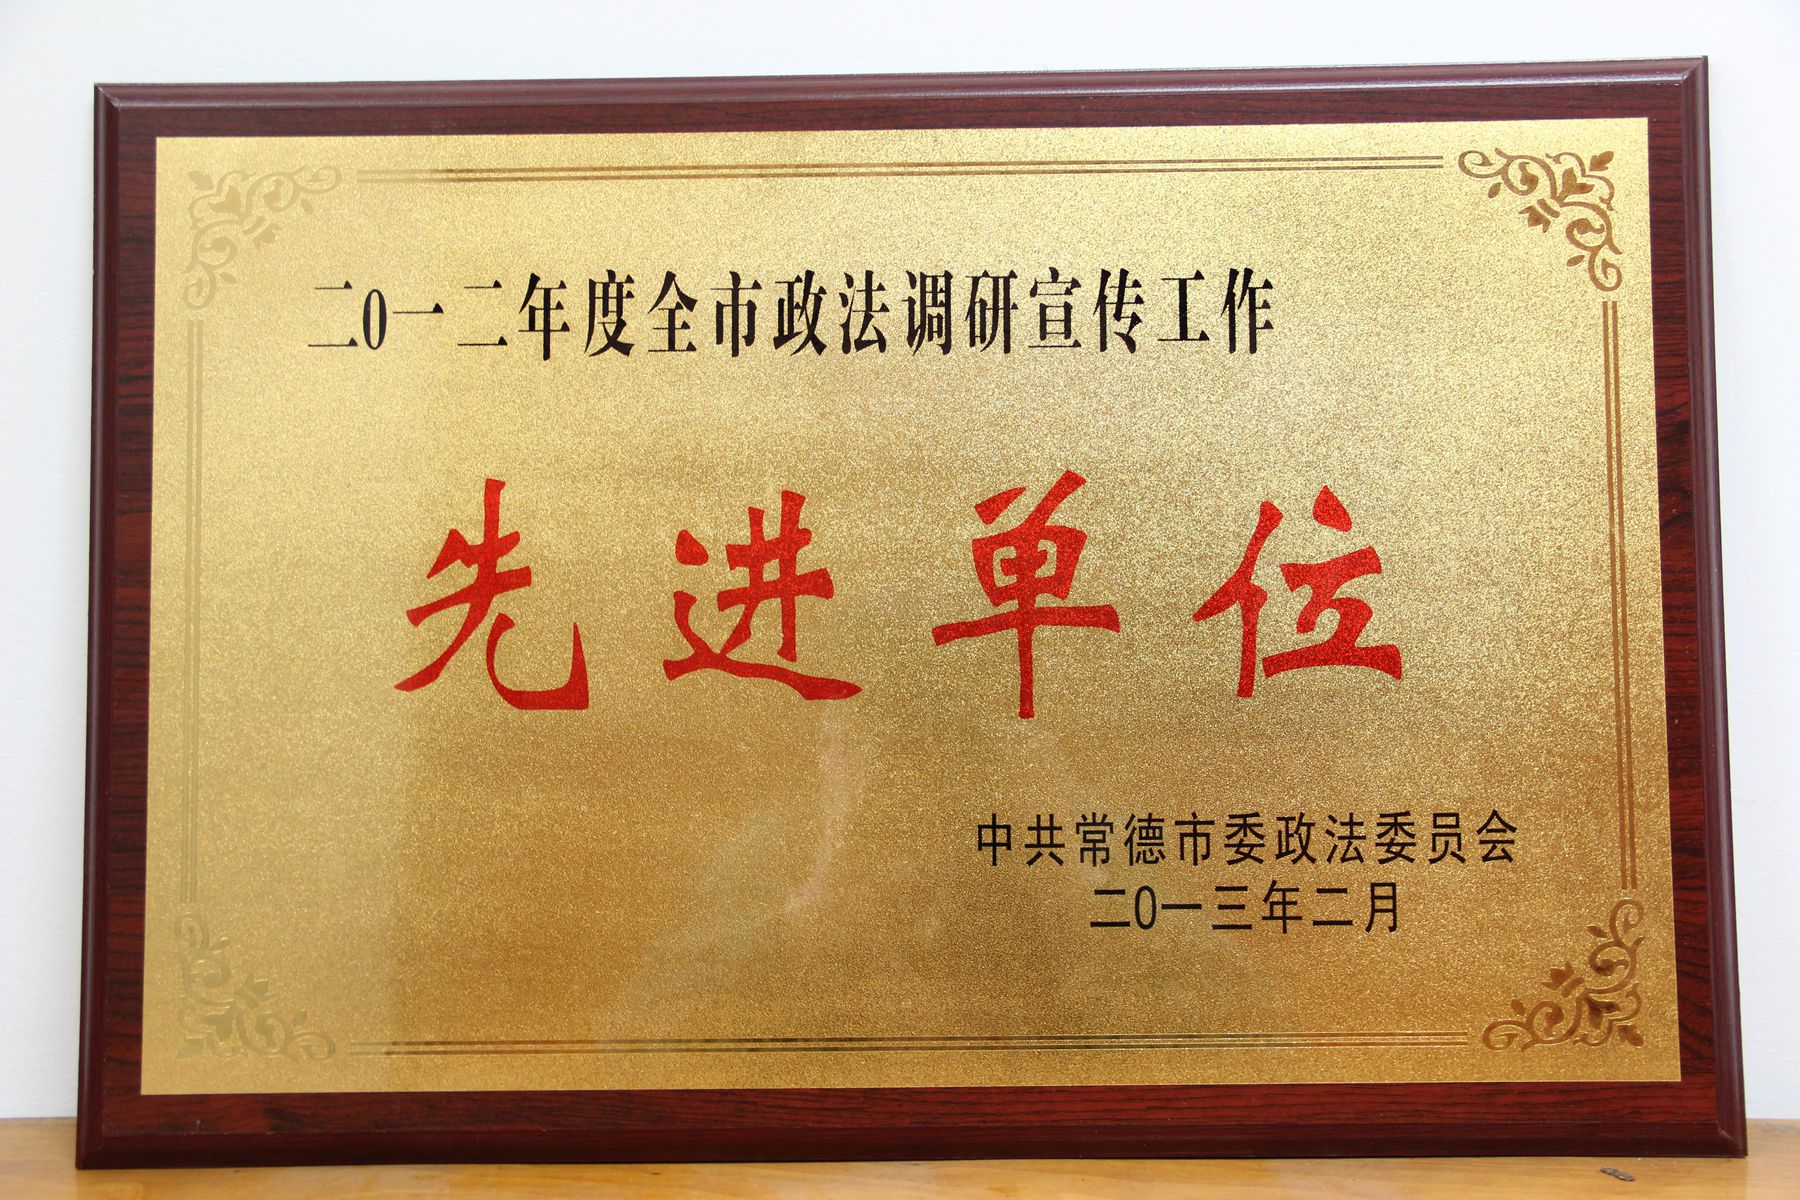 二0一二年度全市政法调研宣传工作
先进单位
中共常德市委政法委员会
二0一三年二月